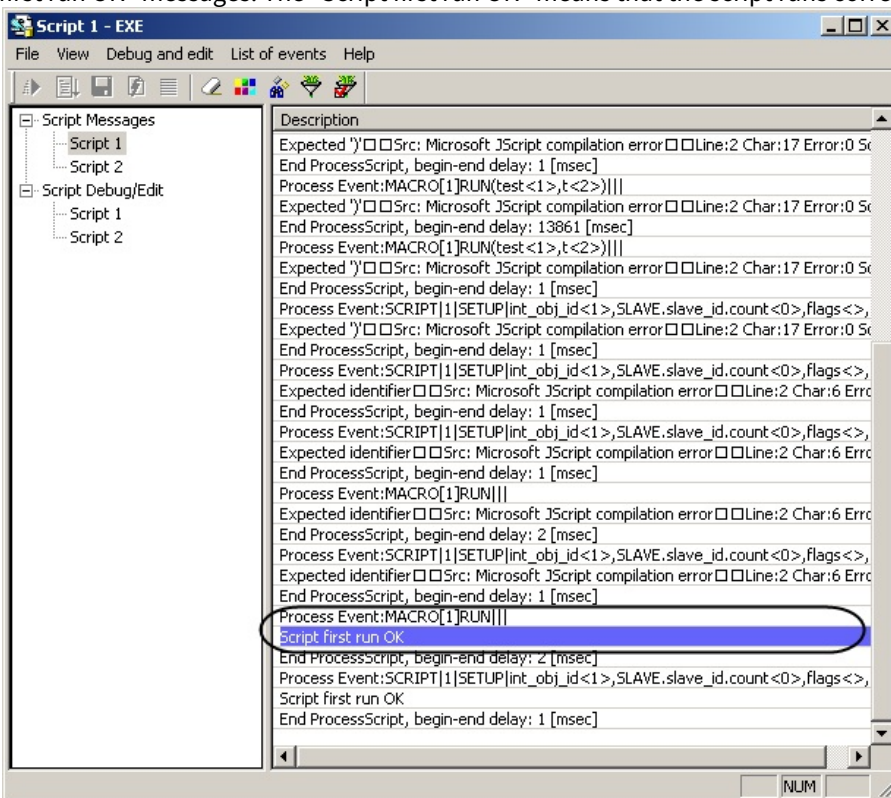 first run OK" messages. The "Script first run OK" means that the script runs
Script 1 - EXE
File View Debug and edit List of events Help
Script Messages
Script 1
Script 2
Script Debug/Edit
Script 1
Script 2
Description
Expected ')'□□Src: Microsoft JScript compilation error□□Line:2 Char:17 Error:0
End ProcessScript, begin-end delay: 1 [msec]
Process Event:MACRO[1]RUN(test<1>,t<2>)|||
Expected ')'□□Src: Microsoft JScript compilation error□□Line:2 Char:17 Error:0
End ProcessScript, begin-end delay: 13861 [msec]
Process Event:MACRO[1]RUN(test<1>,t<2>)|||
Expected ')'□□Src: Microsoft JScript compilation error□□Line:2 Char:17 Error:0
End ProcessScript, begin-end delay: 1 [msec]
Process Event:SCRIPT|1|SETUP|int_obj_id<1>,SLAVE.slave_id.count<0>,flags<>,
Expected ')'□□Src: Microsoft JScript compilation error□□Line:2 Char:17 Error:0
End ProcessScript, begin-end delay: 1 [msec]
Process Event:SCRIPT|1|SETUP|int_obj_id<1>,SLAVE.slave_id.count<0>,flags<>,
Expected identifier□□Src: Microsoft JScript compilation error□□Line:2 Char:6
End ProcessScript, begin-end delay: 1 [msec]
Process Event:SCRIPT|1|SETUP|int_obj_id<1>,SLAVE.slave_id.count<0>,flags<>,
Expected identifier□□Src: Microsoft JScript compilation error□□Line:2 Char:6
End ProcessScript, begin-end delay: 1 [msec]
Process Event:MACRO[1]RUN|||
Expected identifier□□Src: Microsoft JScript compilation error□□Line:2 Char:6
End ProcessScript, begin-end delay: 2 [msec]
Process Event:SCRIPT|1|SETUP|int_obj_id<1>,SLAVE.slave_id.count<0>,flags<>,
Expected identifier□□Src: Microsoft JScript compilation error□□Line:2 Char:6
End ProcessScript, begin-end delay: 1 [msec]
Process Event:MACRO[1]RUN|||
Script first run OK
End ProcessScript, begin-end delay: 2 [msec]
Process Event:SCRIPT|1|SETUP|int_obj_id<1>,SLAVE.slave_id.count<0>,flags<>,
Script first run OK
End ProcessScript, begin-end delay: 1 [msec]
NUM